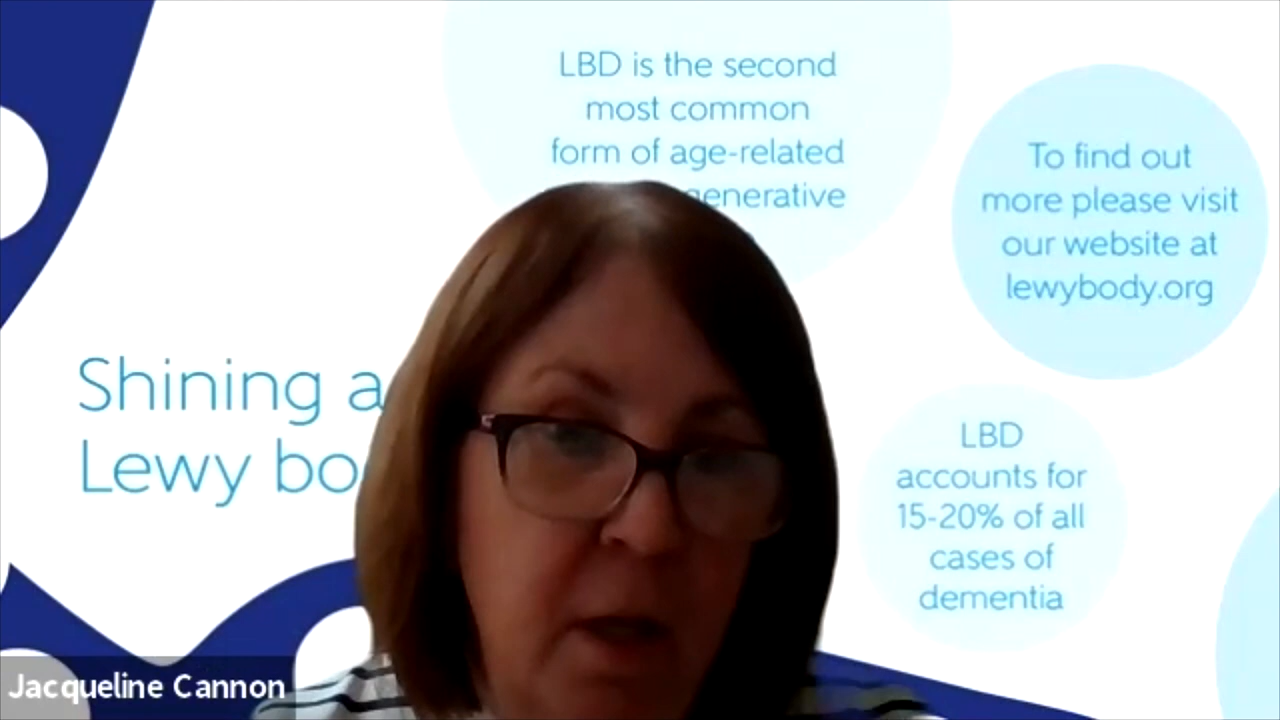 LBD is the second
most common
form of age-related
generative
To find out
more please visit
our website at
lewybody.org
Shining a
Lewy bo
LBD
accounts for
15-20% of all
cases of
dementia
Jacqueline Cannon